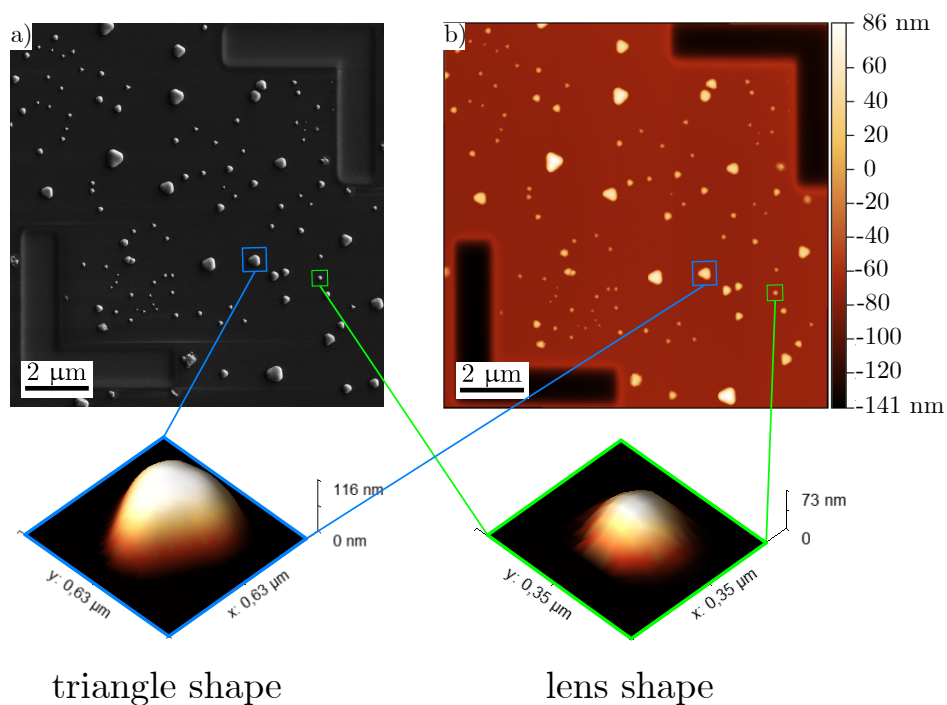 a)
2 μm
b)
2 μm
86 nm
60
40
20
0
-20
-40
-60
-80
-100
-120
-141 nm
116 nm
0 nm
y: 0,63 µm
x: 0,63 µm
73 nm
0
y: 0,35 µm
x: 0,35 µm
triangle shape
lens shape